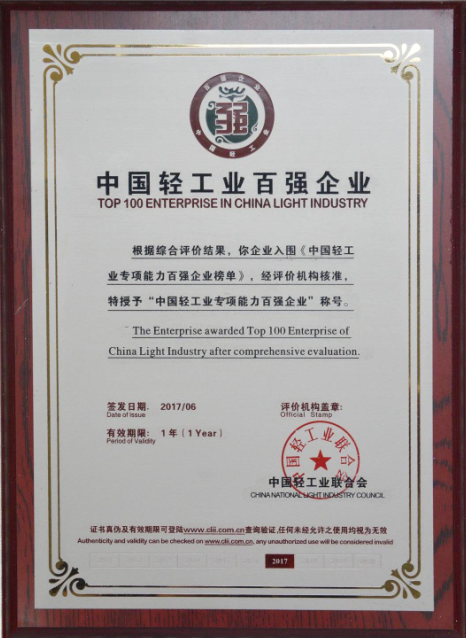 百强企业
强
中国轻工业
中国轻工业百强企业
TOP 100 ENTERPRISE IN CHINA LIGHT INDUSTRY
根据综合评价结果，你企业入围《中国轻工
业专项能力百强企业榜单》，经评价机构核准，
特授予“中国轻工业专项能力百强企业”称号。
The Enterprise awarded Top 100 Enterprise of
China Light Industry after comprehensive evaluation.
签发日期: 2017/06
Date of Issue
评价机构盖章:
Official Stamp
有效期限: 1年（1 Year）
Period of Validity
中国轻工业联合会
中国轻工业联合会
CHINA NATIONAL LIGHT INDUSTRY COUNCIL
证书真伪及有效期限可登陆www.clii.com.cn查询验证,任何未经允许之使用均视为无效
Authenticity and validity can be checked on www.clii.com.cn, any unauthorized use will be considered invalid
2017